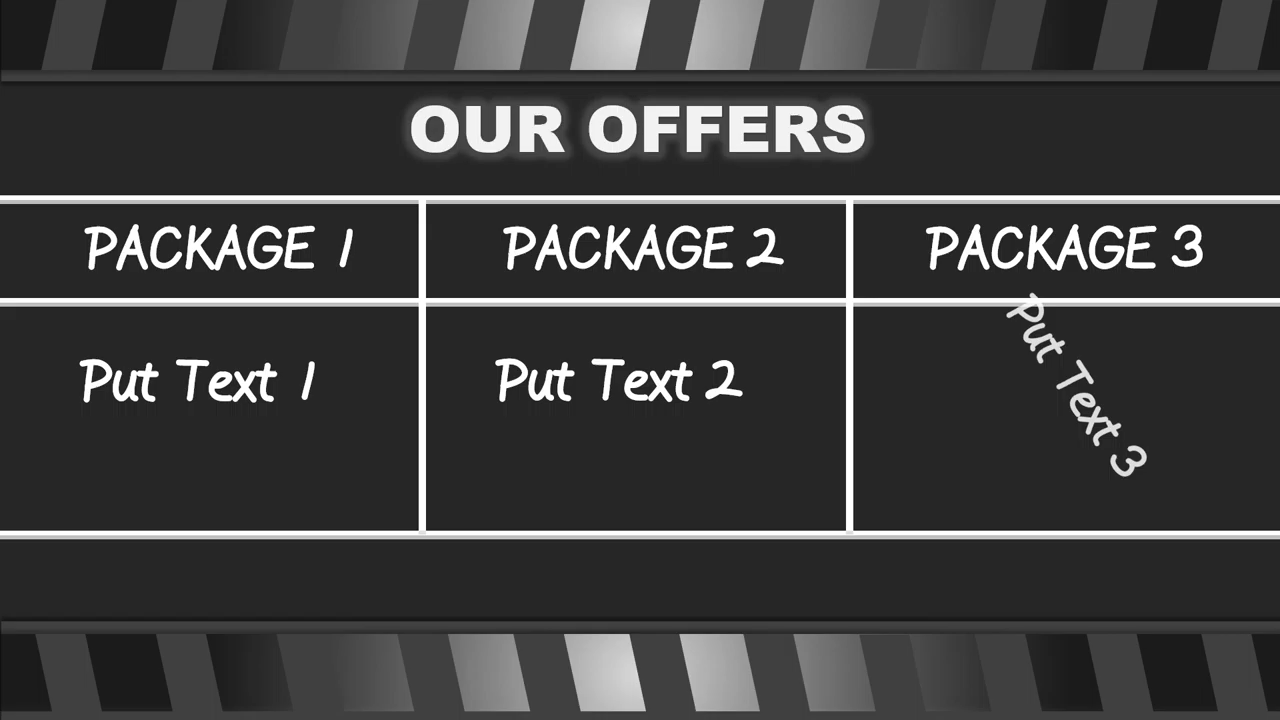 OUR OFFERS
PACKAGE 1
PACKAGE 2
PACKAGE 3
Put Text 1
Put Text 2
Put Text 3